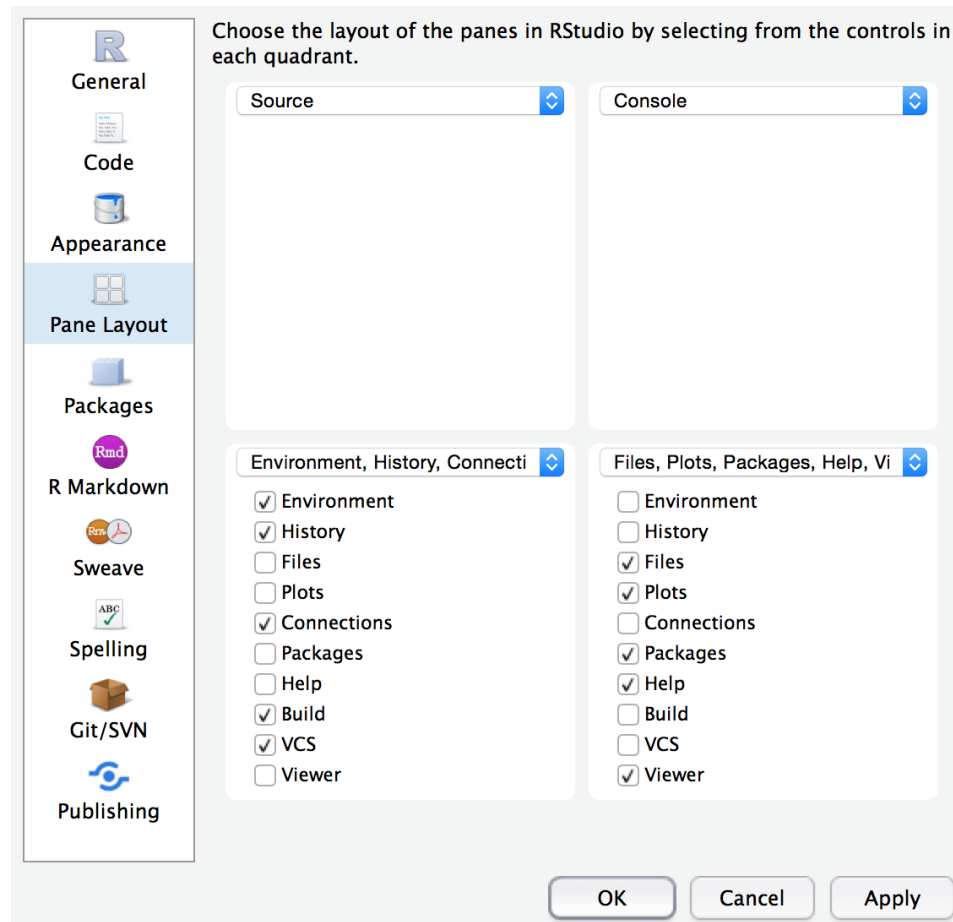 Choose the layout of the panes in RStudio by selecting from the controls in
each quadrant.
R
General
Code
Appearance
Pane Layout
Packages
Rmd
R Markdown
Rnw
Sweave
ABC
Spelling
Git/SVN
Publishing
Source
Console
Environment, History, Connecti
Environment
History
Files
Plots
Connections
Packages
Help
Build
VCS
Viewer
Files, Plots, Packages, Help, Vi
Environment
History
Files
Plots
Connections
Packages
Help
Build
VCS
Viewer
OK
Cancel
Apply